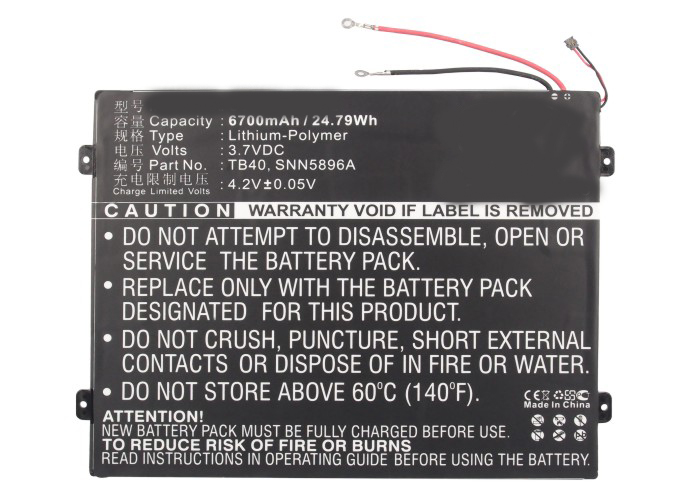 型号
容量 Capacity : 6700mAh / 24.79Wh
规格 Type : Lithium-Polymer
电压 Volts : 3.7VDC
编号 Part No. : TB40, SNN5896A
充电限制电压 : 4.2V±0.05V
Charge Limited Volts
CAUTION WARRANTY VOID IF LABEL IS REMOVED
• DO NOT ATTEMPT TO DISASSEMBLE, OPEN OR
SERVICE THE BATTERY PACK.
• REPLACE ONLY WITH THE BATTERY PACK
DESIGNATED FOR THIS PRODUCT.
• DO NOT CRUSH, PUNCTURE, SHORT EXTERNAL
CONTACTS OR DISPOSE OF IN FIRE OR WATER.
• DO NOT STORE ABOVE 60°C (140°F).
CE
Made In China
ATTENTION!
NEW BATTERY PACK MUST BE FULLY CHARGED BEFORE USED.
TO REDUCE RISK OF FIRE OR BURNS
READ INSTRUCTIONS IN OPERATING GUIDE BEFORE BEFORE USING BATTERY.